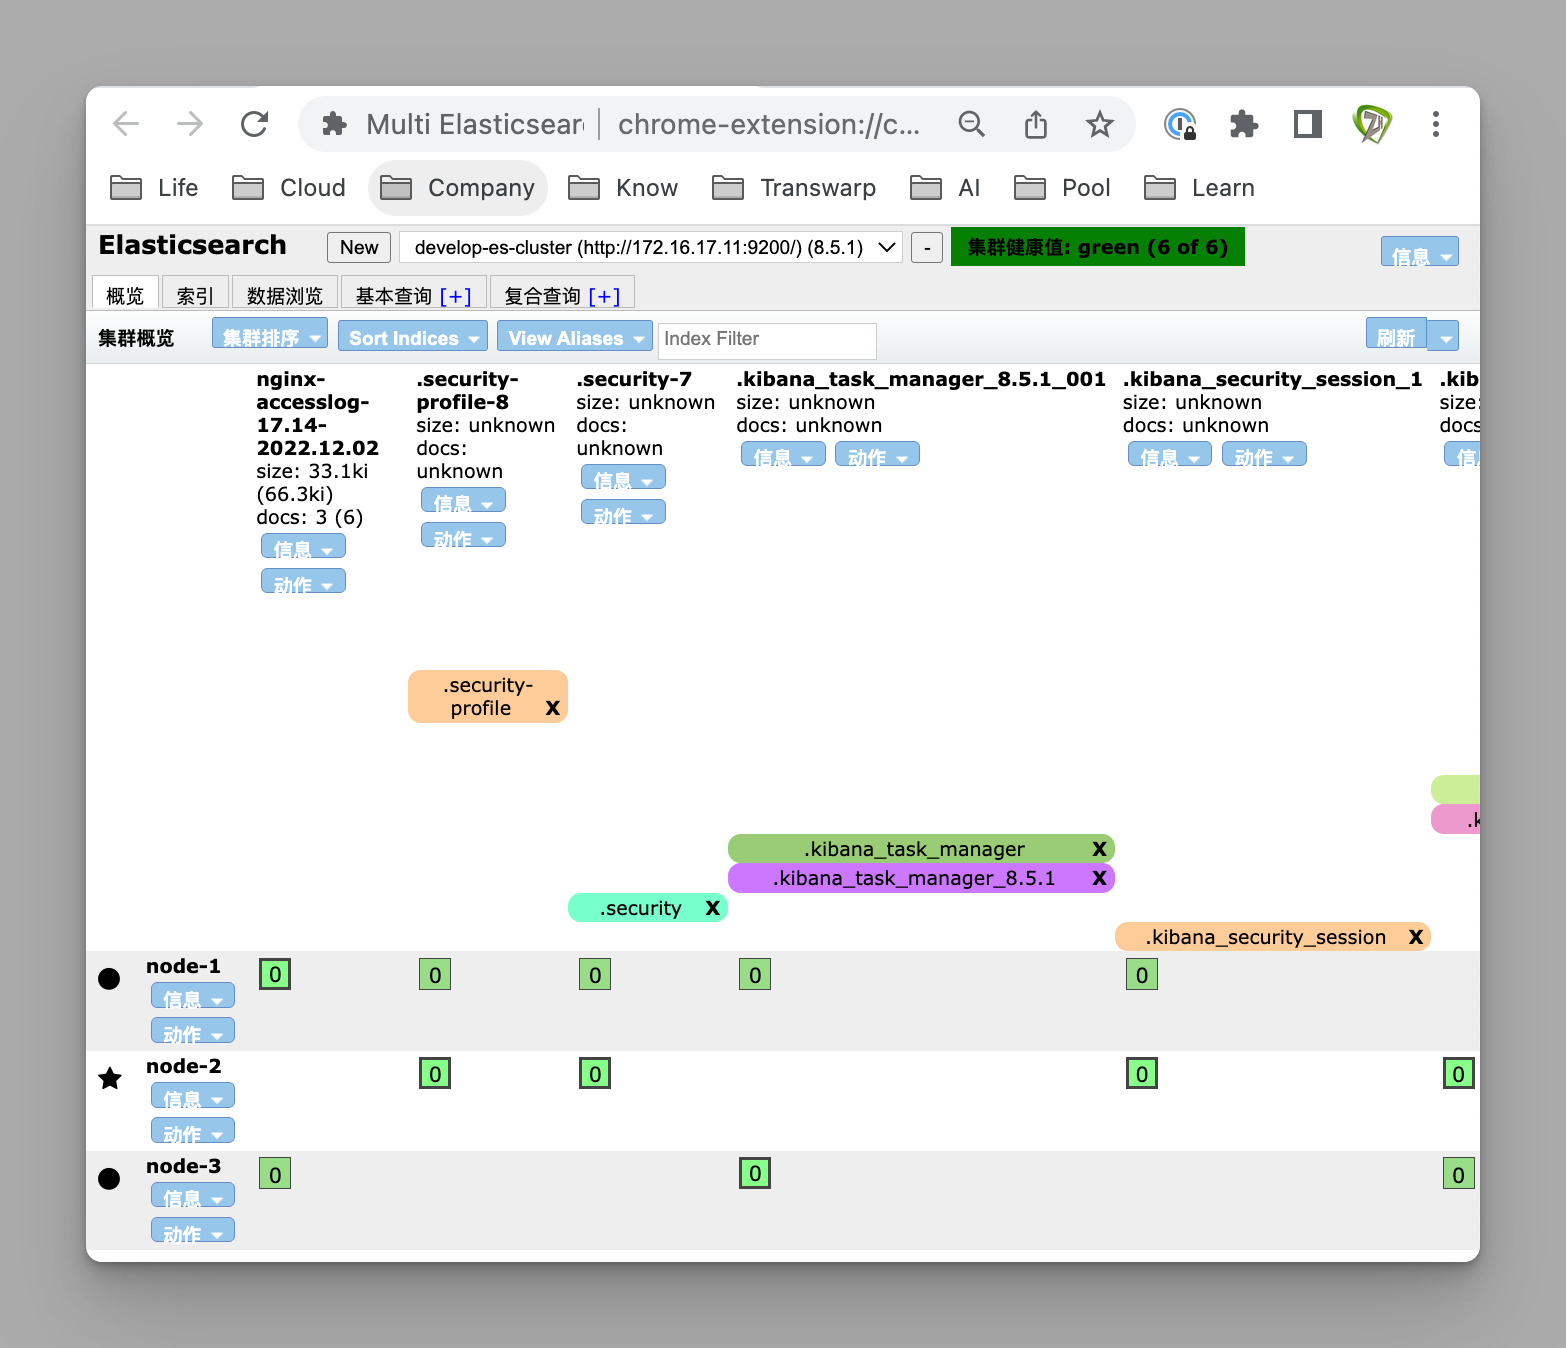 Multi Elasticsear chrome-extension://c...
Life Cloud Company Know Transwarp AI Pool Learn
Elasticsearch New develop-es-cluster (http://172.16.17.11:9200/) (8.5.1) - 集群健康值: green (6 of 6) 信息
概览 索引 数据浏览 基本查询 [+] 复合查询 [+]
集群概览 集群排序 Sort Indices View Aliases Index Filter 刷新
nginx-
accesslog-
17.14-
2022.12.02
size: 33.1ki
(66.3ki)
docs: 3 (6)
信息
动作
.security-
profile-8
size: unknown
docs:
unknown
信息
动作
.security-7
size: unknown
docs:
unknown
信息
动作
.kibana_task_manager_8.5.1_001
size: unknown
docs: unknown
信息 动作
.kibana_security_session_1
size: unknown
docs: unknown
信息 动作
.kib
size:
docs
信息
.security-
profile X
.k
.kibana_task_manager X
.kibana_task_manager_8.5.1 X
.security X
.kibana_security_session X
node-1 0 0 0 0 0
信息
动作
node-2 0 0 0 0
信息
动作
node-3 0 0 0
信息
动作